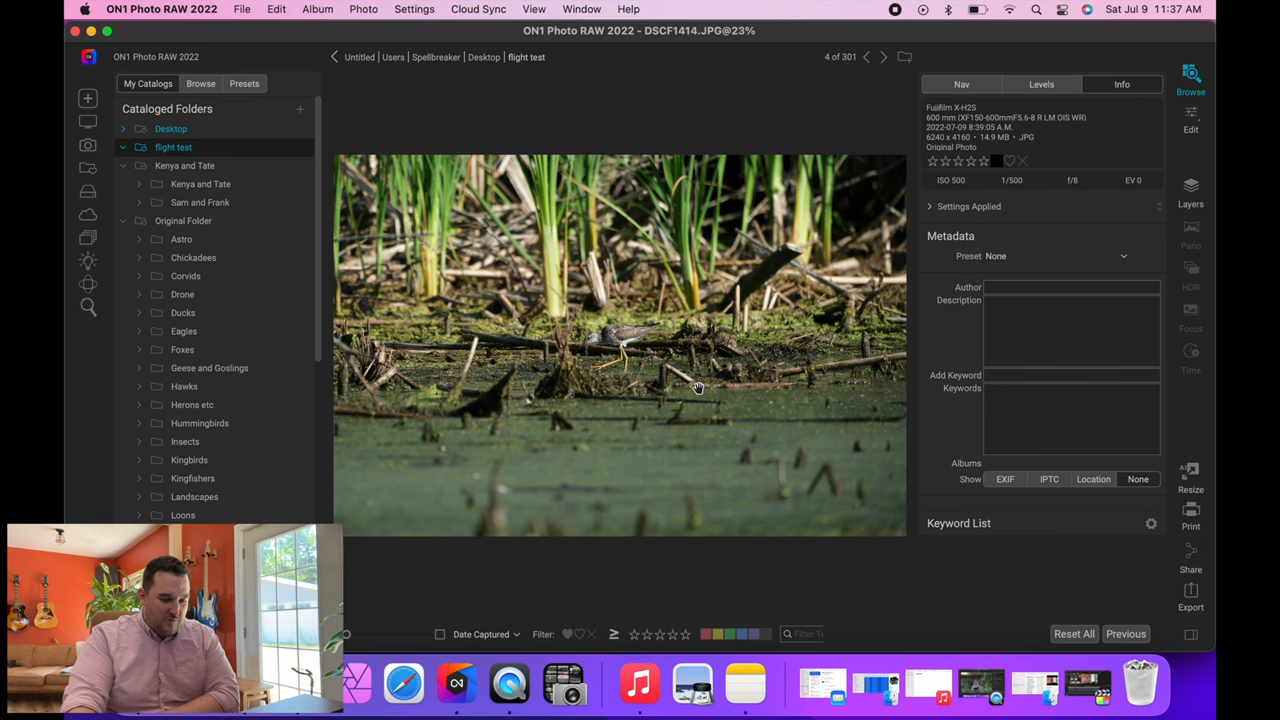 ON1 Photo RAW 2022 File Edit Album Photo Settings Cloud Sync View Window Help Sat Jul 9 11:37 AM
ON1 Photo RAW 2022 - DSCF1414.JPG@23%
ON1 Photo RAW 2022
Untitled Users Spellbreaker Desktop flight test
4 of 301
My Catalogs Browse Presets
Cataloged Folders
Desktop
flight test
Kenya and Tate
Kenya and Tate
Sam and Frank
Original Folder
Astro
Chickadees
Corvids
Drone
Ducks
Eagles
Foxes
Geese and Goslings
Hawks
Herons etc
Hummingbirds
Insects
Kingbirds
Kingfishers
Landscapes
Loons
Nav Levels Info
Fujifilm X-H2S
600 mm (XF150-600mmF5.6-8 R LM OIS WR)
2022-07-09 8:39:05 A.M.
6240 x 4160 • 14.9 MB • JPG
Original Photo
ISO 500 1/500 f/8 EV 0
Settings Applied
Metadata
Preset None
Author
Description
Add Keyword
Keywords
Albums
Show EXIF IPTC Location None
Keyword List
Browse
Edit
Layers
Pano
HDR
Focus
Time
Resize
Print
Share
Export
Date Captured Filter: ≥ Filter Te
Reset All Previous